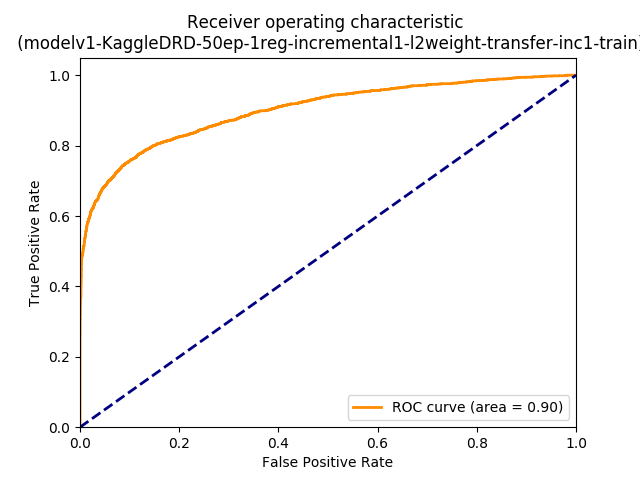 Receiver operating characteristic
(modelv1-KaggleDRD-50ep-1reg-incremental1-l2weight-transfer-inc1-train)
1.0
0.8
0.6
0.4
0.2
0.0
True Positive Rate
ROC curve (area = 0.90)
0.0 0.2 0.4 0.6 0.8 1.0
False Positive Rate